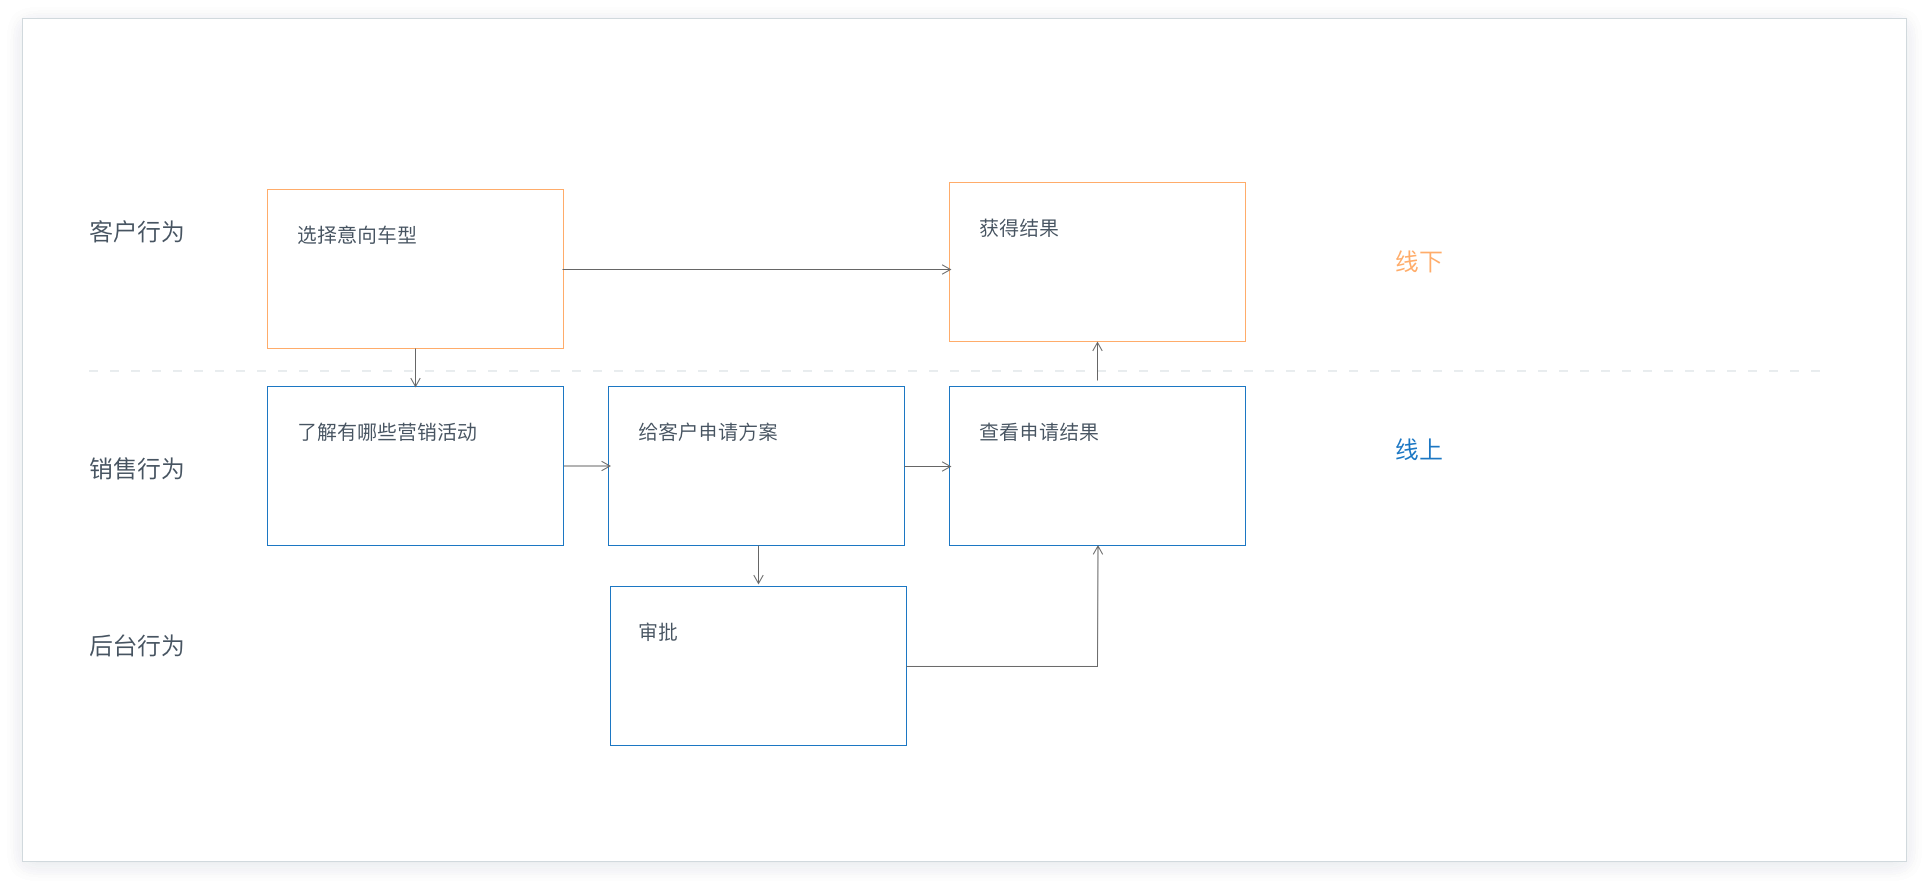 客户行为
选择意向车型
获得结果
线下
销售行为
了解有哪些营销活动
给客户申请方案
查看申请结果
线上
后台行为
审批